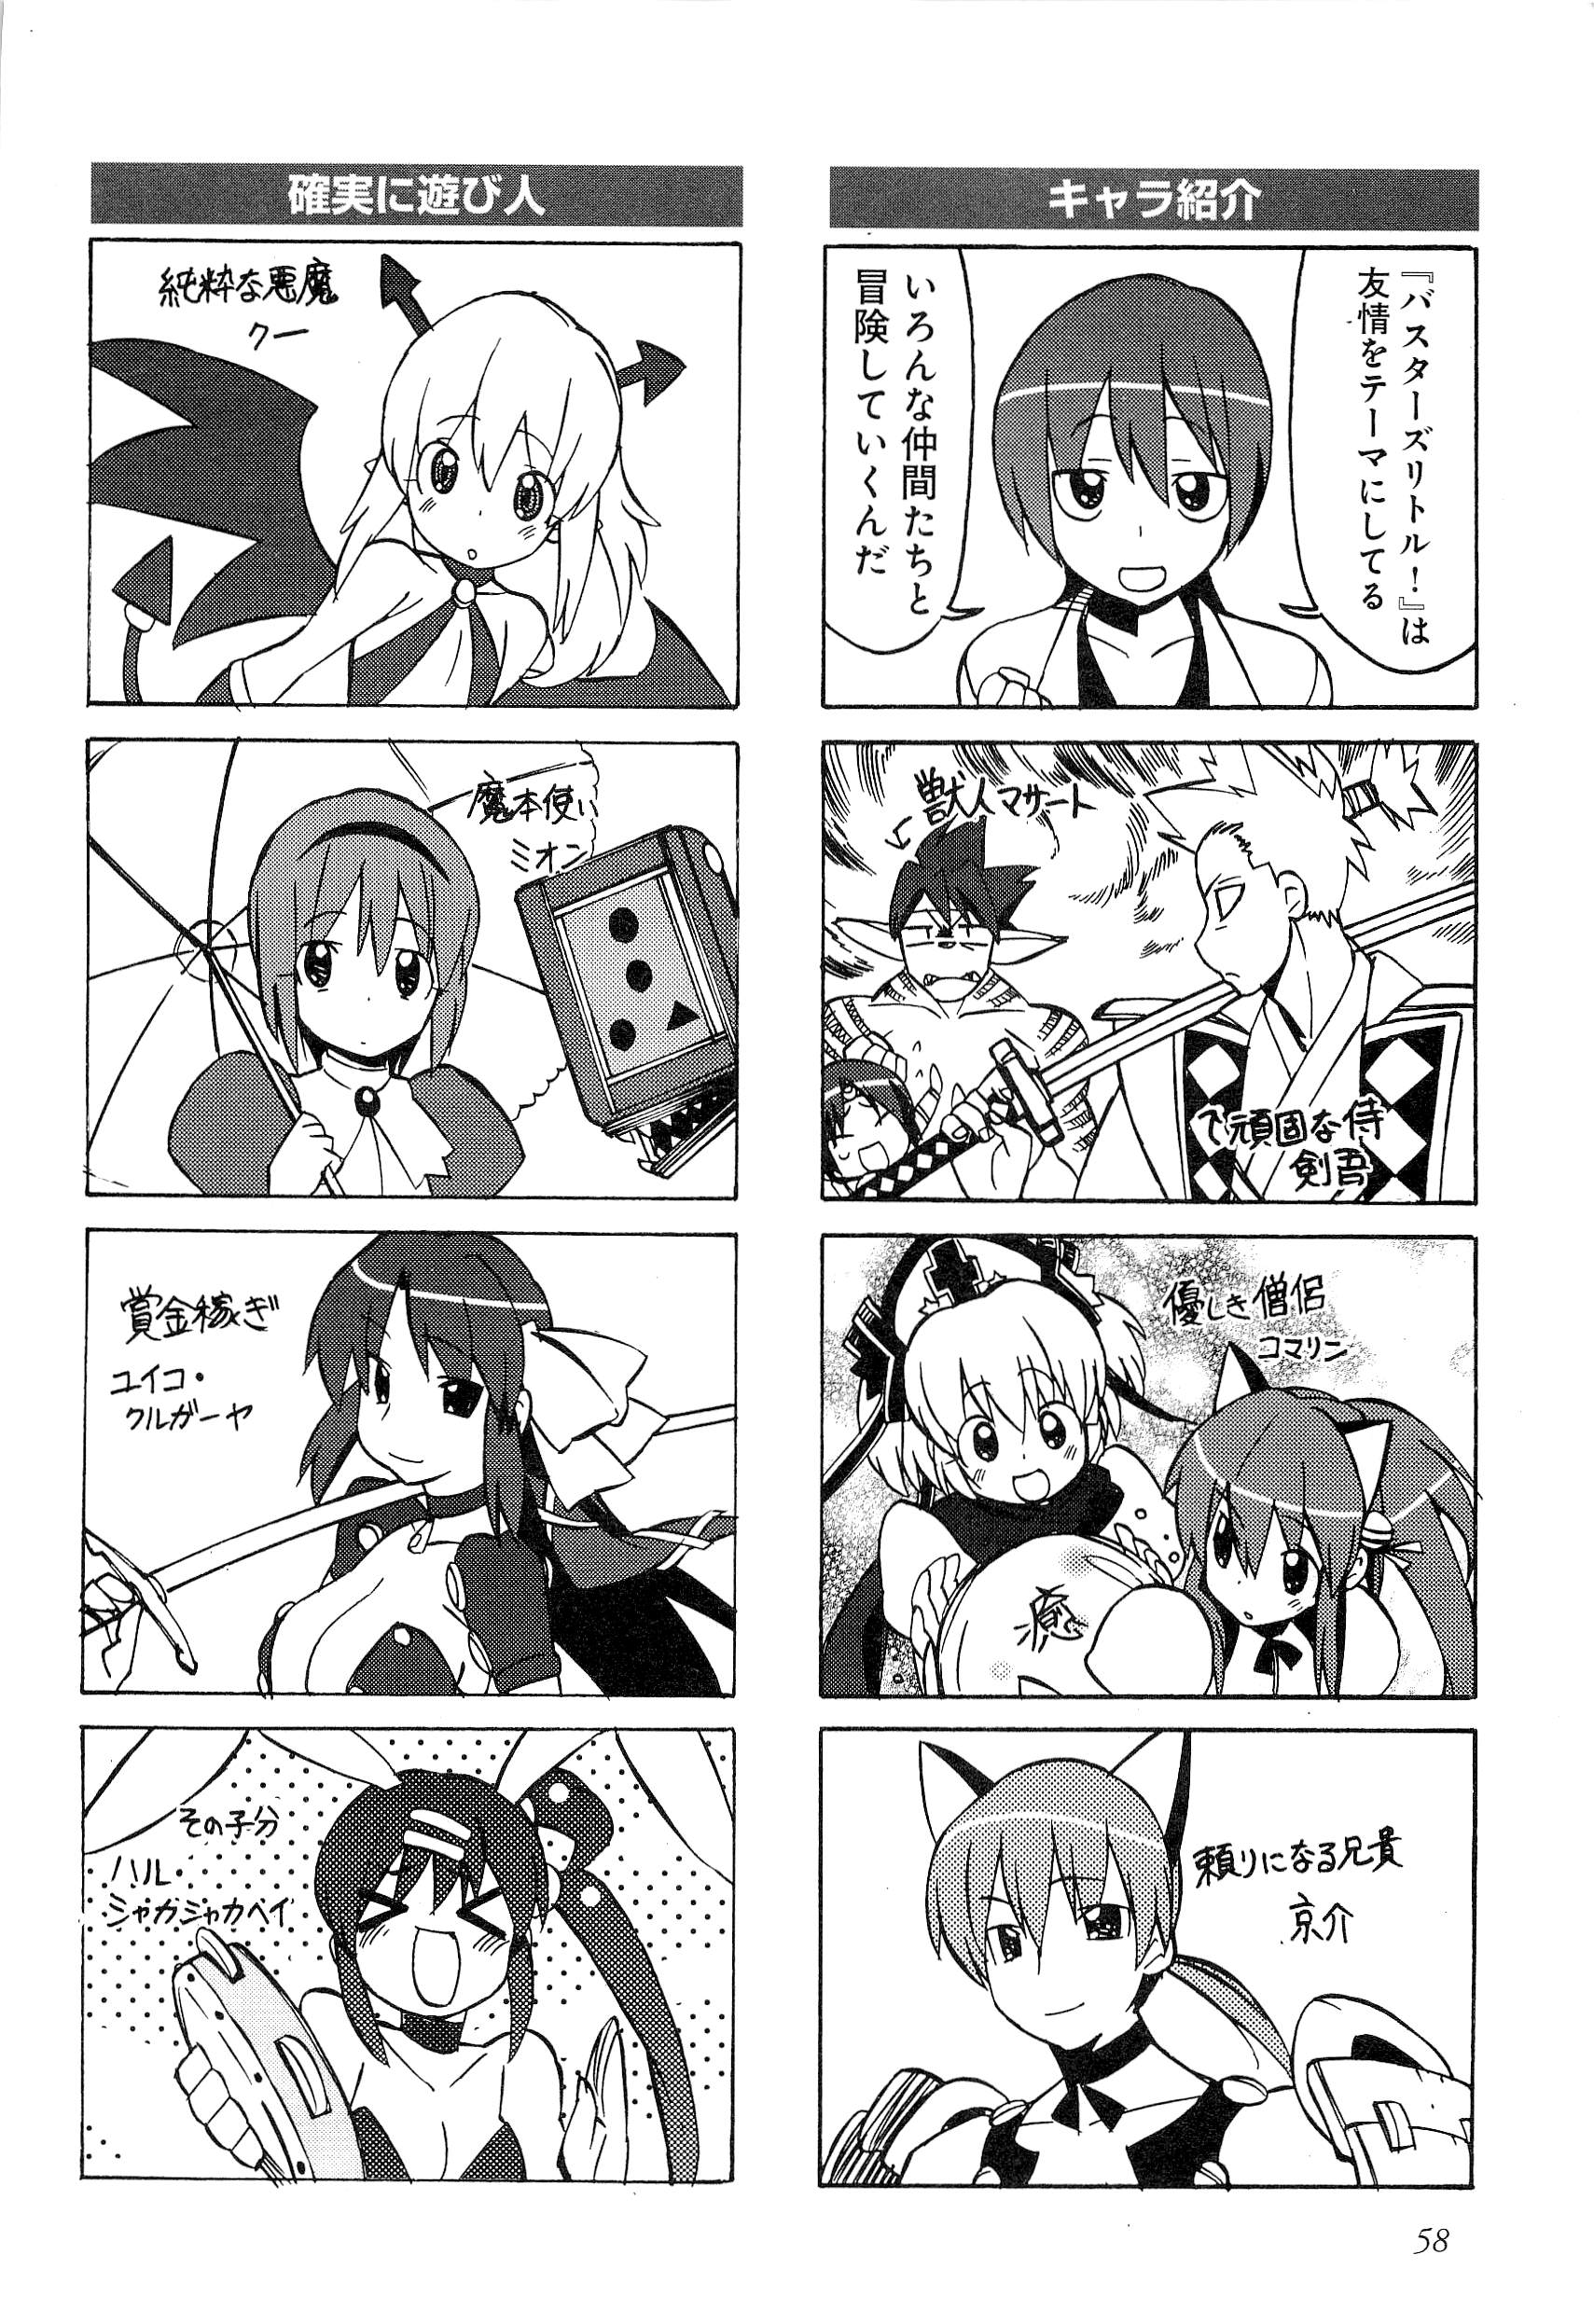 キャラ紹介
『バスターズリトル！』は
友情をテーマにしてる
いろんな仲間たちと
冒険していくんだ
獣人マサート
で頑固な侍
剣吾
優しき僧侶
コマリン
癒
頼りになる兄貴
京介
確実に遊び人
純粋な悪魔
クー
魔本使い
ミオン
賞金稼ぎ
ユイコ・
クルガーヤ
その子分
ハル・
シャカシャカヘイ
58